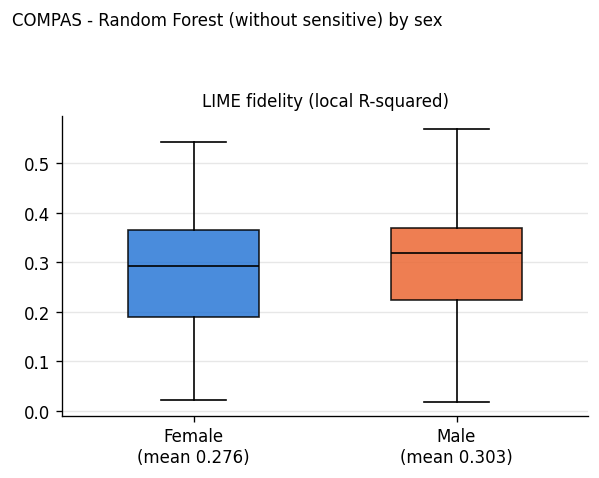 COMPAS - Random Forest (without sensitive) by sex
LIME fidelity (local R-squared)
0.5
0.4
0.3
0.2
0.1
0.0
Female
(mean 0.276)
Male
(mean 0.303)